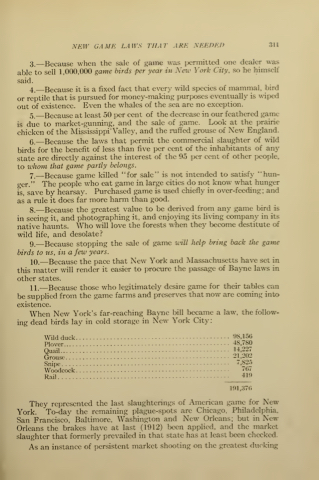 NEW GAME LAWS THAT ARE NEEDED 311
3.—Because when the sale of game was permitted one dealer was
able to sell 1,000,000 game birds per year in New York City, so he himself
said.
4.—Because it is a fixed fact that every wild species of mammal, bird
or reptile that is pursued for money-making purposes eventually is wiped
out of existence. Even the whales of the sea are no exception.
5.—Because at least 50 per cent of the decrease in our feathered game
is due to market-gunning, and the sale of game. Look at the prairie
chicken of the Mississippi Valley, and the ruffed grouse of New England.
6.—Because the laws that permit the commercial slaughter of wild
birds for the benefit of less than five per cent of the inhabitants of any
state are directly against the interest of the 95 per cent of other people,
to whom that game partly belongs.
7.—Because game killed "for sale" is not intended to satisfy "hun-
ger." The people who eat game in large cities do not know what hunger
is, save by hearsay. Purchased game is used chiefly in over-feeding; and
as a rule it does far more harm than good.
8.—Because the greatest value to be derived from any game bird is
in seeing it, and photographing it, and enjoying its living company in its
native haunts. Who will love the forests when they become destitute of
wild life, and desolate?
9.—Because stopping the sale of game will help bring back the game
birds to us, in a few years.
10.—Because the pace that New York and Massachusetts have set in
this matter will render it easier to procure the passage of Bayne laws in
other states.
11.—Because those who legitimately desire game for their tables can
be supplied from the game farms and preserves that now are coming into
existence.
When New York's far-reaching Bayne bill became a law, the follow-
ing dead birds lay in cold storage in New York City:
Wild duck 98,156
Plover 48,780
Quail 14,227
Grouse 21,202
Snipe 7,825
Woodcock 767
Rail 419
191,376
They represented the last slaughterings of American game for New
York. To-day the remaining plague-spots are Chicago, Philadelphia,
San Francisco, Baltimore, Washington and New Orleans; but in New
Orleans the brakes have at last (1912) been applied, and the market
slaughter that formerly prevailed in that state has at least been checked.
As an instance of persistent market shooting on the greatest ducking